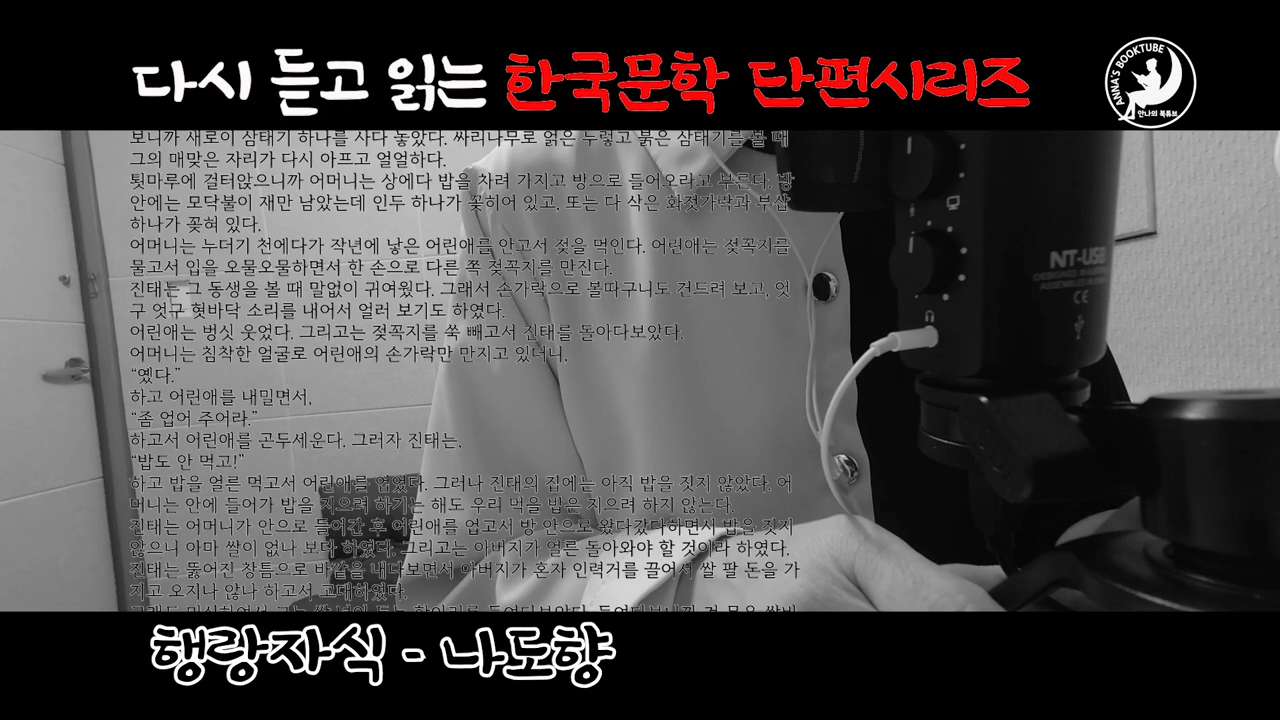 다시 듣고 읽는 한국문학 단편시리즈
ANNA'S BOOKTUBE
안나의 북튜브
보니까 새로이 삼태기 하나를 사다 놓았다. 싸리나무로 얽은 누렇고 붉은 삼태기를 볼 때
그의 매맞은 자리가 다시 아프고 얼얼하다.
툇마루에 걸터앉으니까 어머니는 상에다 밥을 차려 가지고 방으로 들어오라고 부른다. 방
안에는 모닥불이 재만 남았는데 인두 하나가 꽂히어 있고, 또는 다 삭은 화젓가락과 부삽
하나가 꽂혀 있다.
어머니는 누더기 천에다가 작년에 낳은 어린애를 안고서 젖을 먹인다. 어린애는 젖꼭지를
물고서 입을 오물오물하면서 한 손으로 다른 쪽 젖꼭지를 만진다.
진태는 그 동생을 볼 때 말없이 귀여웠다. 그래서 손가락으로 볼따구니도 건드려 보고, 엇
구 엇구 혓바닥 소리를 내어서 얼러 보기도 하였다.
어린애는 벙싯 웃었다. 그리고는 젖꼭지를 쑥 빼고서 진태를 돌아다보았다.
어머니는 침착한 얼굴로 어린애의 손가락만 만지고 있더니,
“옜다.”
하고 어린애를 내밀면서,
“좀 업어 주어라.”
하고서 어린애를 곤두세운다. 그러자 진태는,
“밥도 안 먹고!”
하고 밥을 얼른 먹고서 어린애를 업었다. 그러나 진태의 집에는 아직 밥을 짓지 않았다. 어
머니는 안에 들어가 밥을 지으려 하기는 해도 우리 먹을 밥은 지으려 하지 않는다.
진태는 어머니가 안으로 들어간 후 어린애를 업고서 방 안으로 왔다갔다하면서 밥을 짓지
않으니 아마 쌀이 없나 보다 하였다. 그리고는 아버지가 얼른 돌아와야 할 것이라 하였다.
진태는 뚫어진 창틈으로 바깥을 내다보면서 아버지가 혼자 인력거를 끌어서 쌀 팔 돈을 가
지고 오지나 않나 하고서 고대하였다.
NT-USB
CE
행랑자식 - 나도향